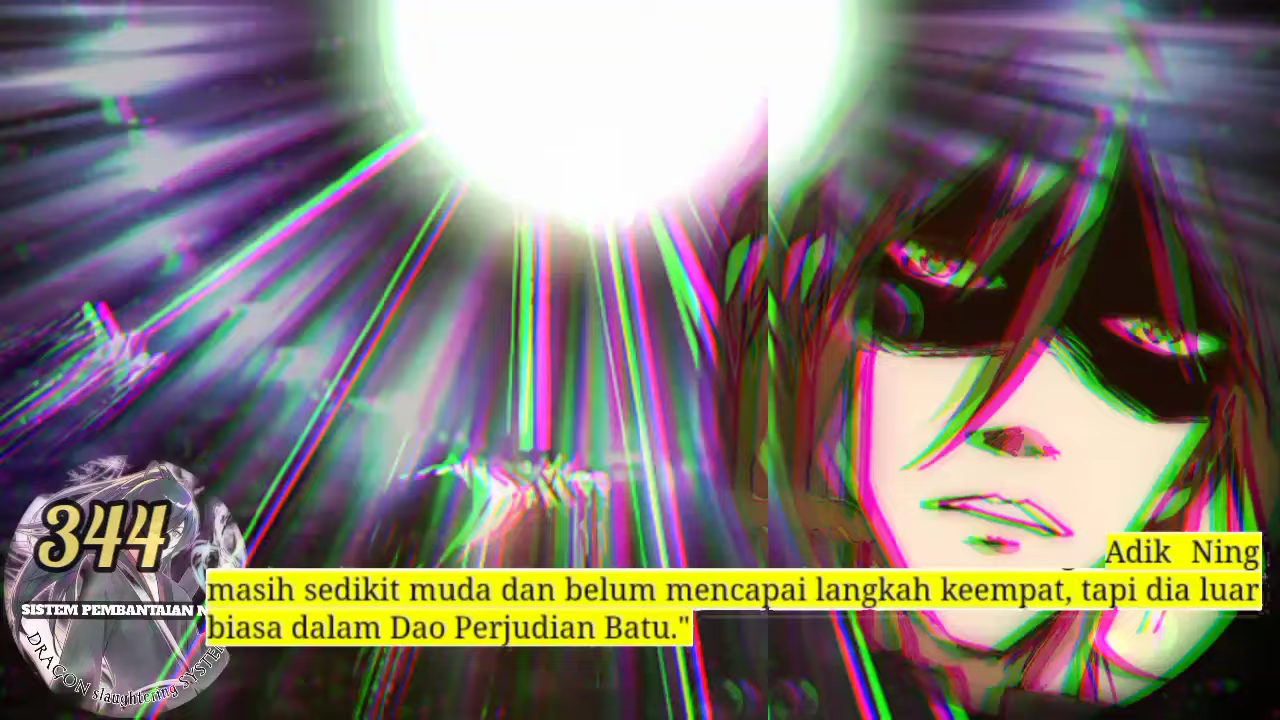 344
SISTEM PEMBANTAIAN N
DRAGON slaughtering SYSTEM
Adik Ning
masih sedikit muda dan belum mencapai langkah keempat, tapi dia luar
biasa dalam Dao Perjudian Batu."